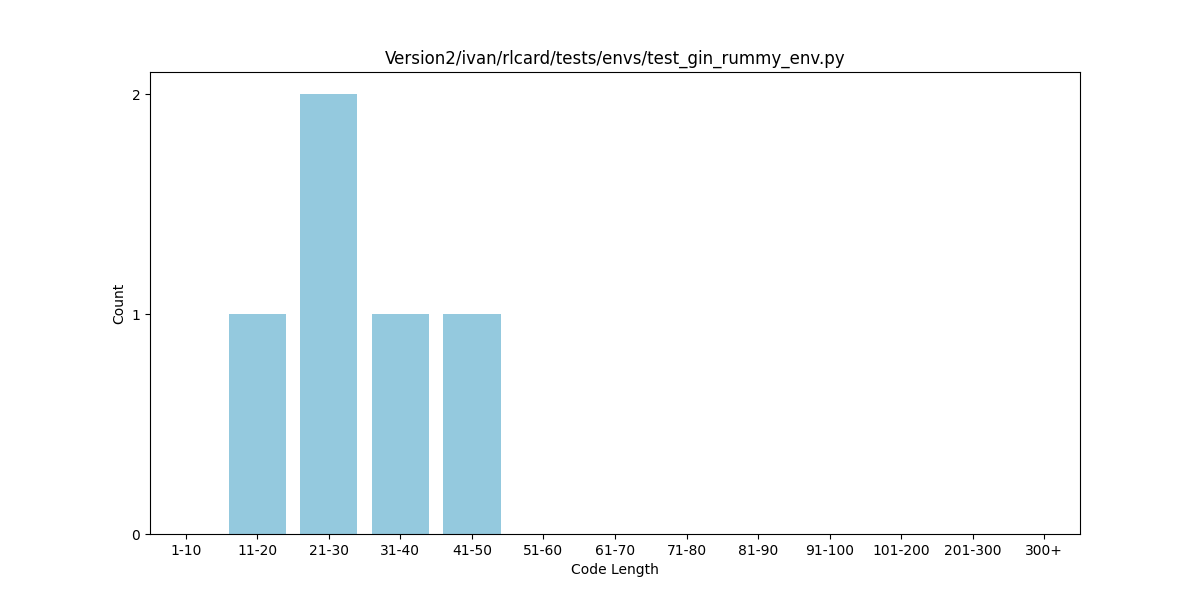 Version2/ivan/rlcard/tests/envs/test_gin_rummy_env.py
Count
2
1
0
1-10 11-20 21-30 31-40 41-50 51-60 61-70 71-80 81-90 91-100 101-200 201-300 300+
Code Length